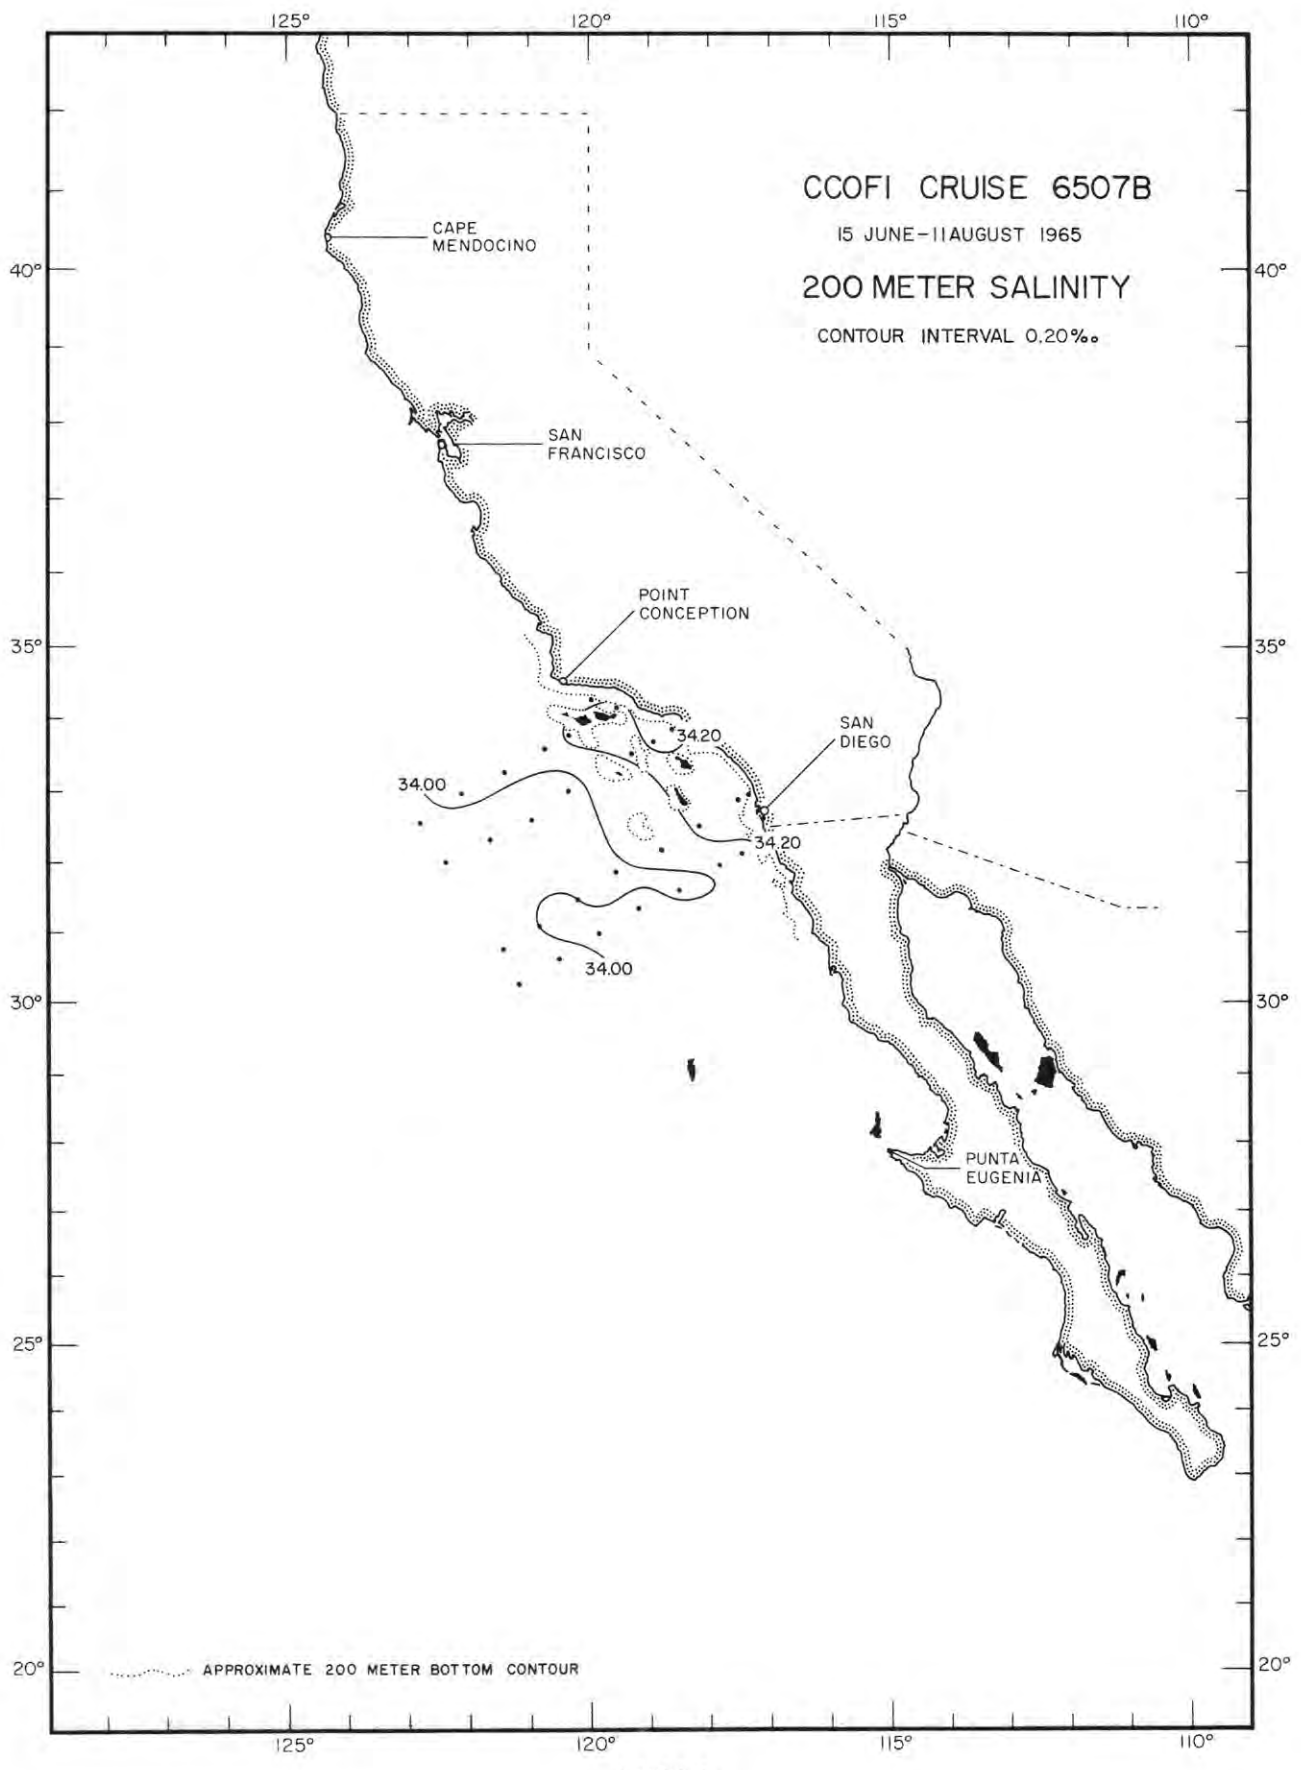 125° 120° 115° 110°
CCOFI CRUISE 6507B
15 JUNE-11 AUGUST 1965
200 METER SALINITY
CONTOUR INTERVAL 0.20‰
CAPE
MENDOCINO
40° 40°
SAN
FRANCISCO
POINT
CONCEPTION
35° 35°
SAN
DIEGO
34.20
34.00
34.20
34.00
30° 30°
PUNTA
EUGENIA
25° 25°
20° 20°
APPROXIMATE 200 METER BOTTOM CONTOUR
125° 120° 115° 110°